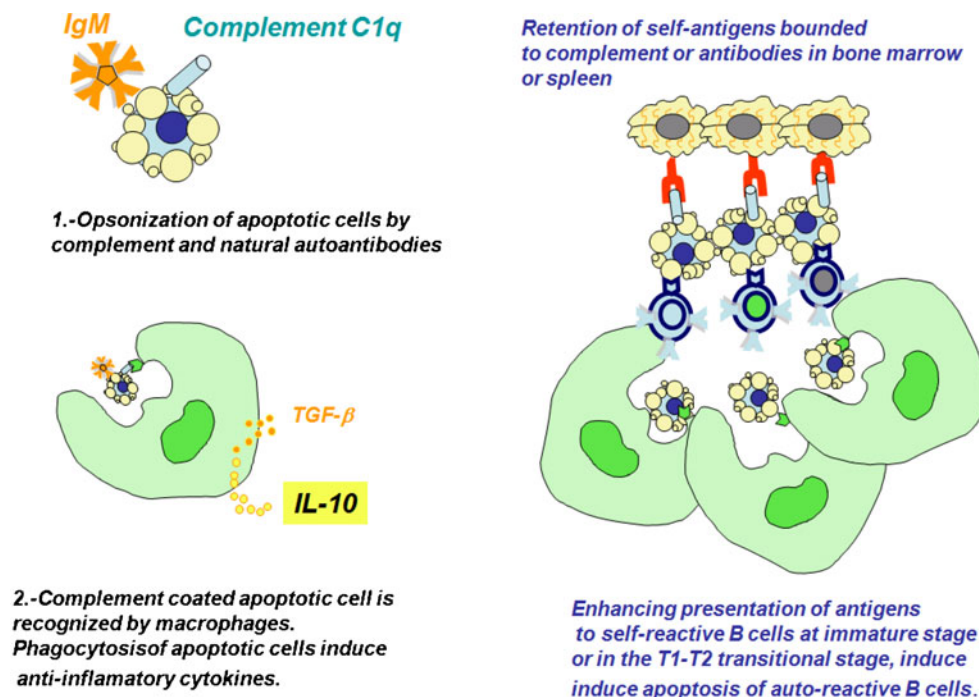 IgM
Complement C1q
1.-Opsonization of apoptotic cells by
complement and natural autoantibodies
TGF-β
IL-10
2.-Complement coated apoptotic cell is
recognized by macrophages.
Phagocytosisof apoptotic cells induce
anti-inflamatory cytokines.
Retention of self-antigens bounded
to complement or antibodies in bone marrow
or spleen
Enhancing presentation of antigens
to self-reactive B cells at immature stage
or in the T1-T2 transitional stage, induce
induce apoptosis of auto-reactive B cells.